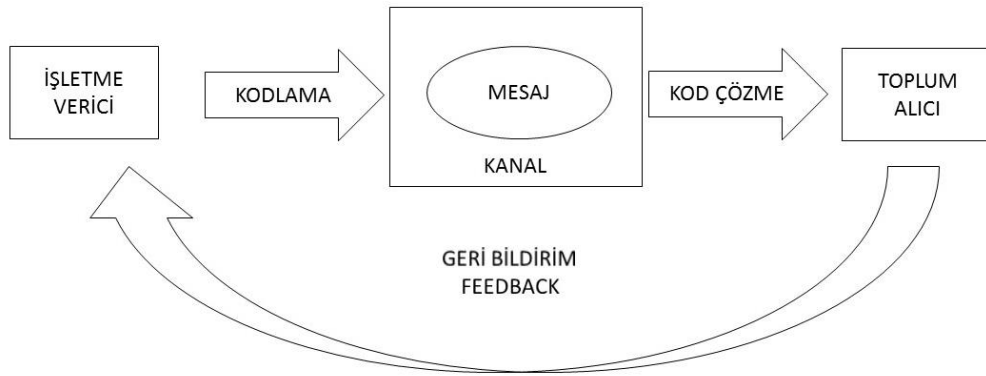 İŞLETME
VERİCİ
KODLAMA
MESAJ
KANAL
KOD ÇÖZME
TOPLUM
ALICI
GERİ BİLDİRİM
FEEDBACK